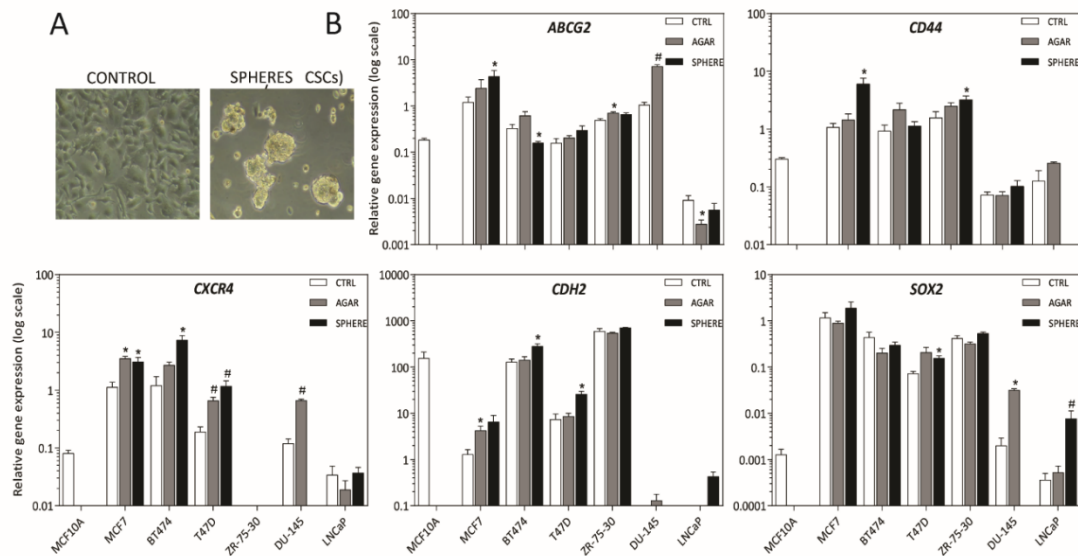 A
B
CONTROL
SPHERES CSCs)
ABCG2
CTRL
AGAR
SPHERE
Relative gene expression (log scale)
100
10
1
0.1
0.01
0.001
*
*
*
#
*
CD44
CTRL
AGAR
SPHERE
100
10
1
0.1
0.01
*
*
CXCR4
CTRL
AGAR
SPHERE
Relative gene expression (log scale)
100
10
1
0.1
0.01
* *
*
# #
#
MCF10A
MCF7
BT474
T47D
ZR-75-30
DU-145
LNCaP
CDH2
CTRL
AGAR
SPHERE
10000
1000
100
10
1
0.1
*
*
*
MCF10A
MCF7
BT474
T47D
ZR-75-30
DU-145
LNCaP
SOX2
CTRL
AGAR
SPHERE
10
1
0.1
0.01
0.001
0.0001
*
*
#
MCF10A
MCF7
BT474
T47D
ZR-75-30
DU-145
LNCaP